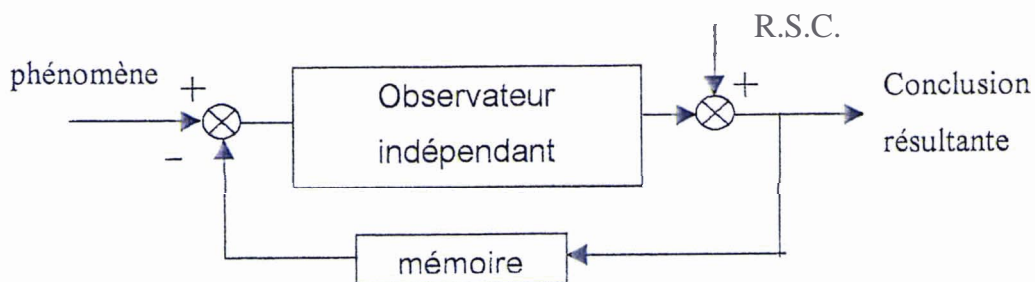 R.S.C.
phénomène
+
+
Conclusion
Observateur
indépendant
résultante
−
mémoire